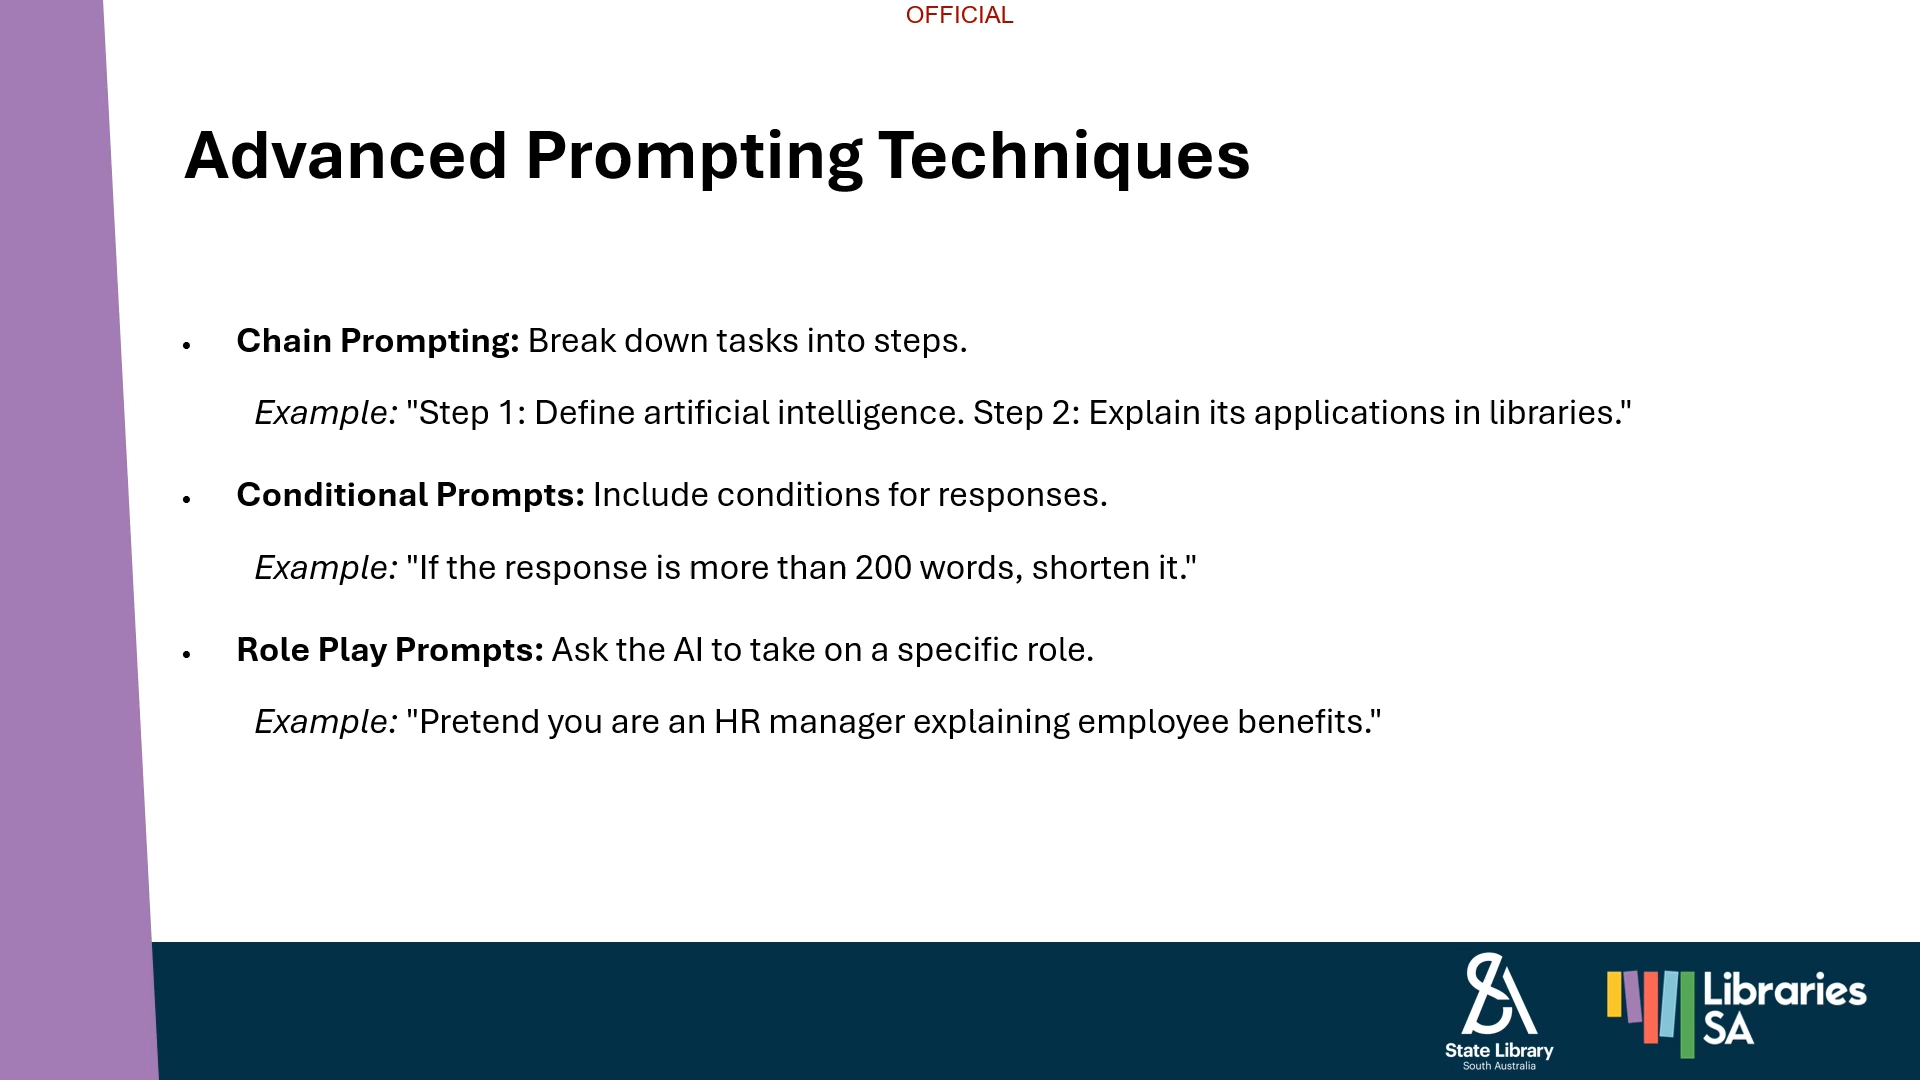 OFFICIAL
Advanced Prompting Techniques
• Chain Prompting: Break down tasks into steps.
Example: "Step 1: Define artificial intelligence. Step 2: Explain its applications in libraries."
• Conditional Prompts: Include conditions for responses.
Example: "If the response is more than 200 words, shorten it."
• Role Play Prompts: Ask the AI to take on a specific role.
Example: "Pretend you are an HR manager explaining employee benefits."
State Library
South Australia
Libraries
SA